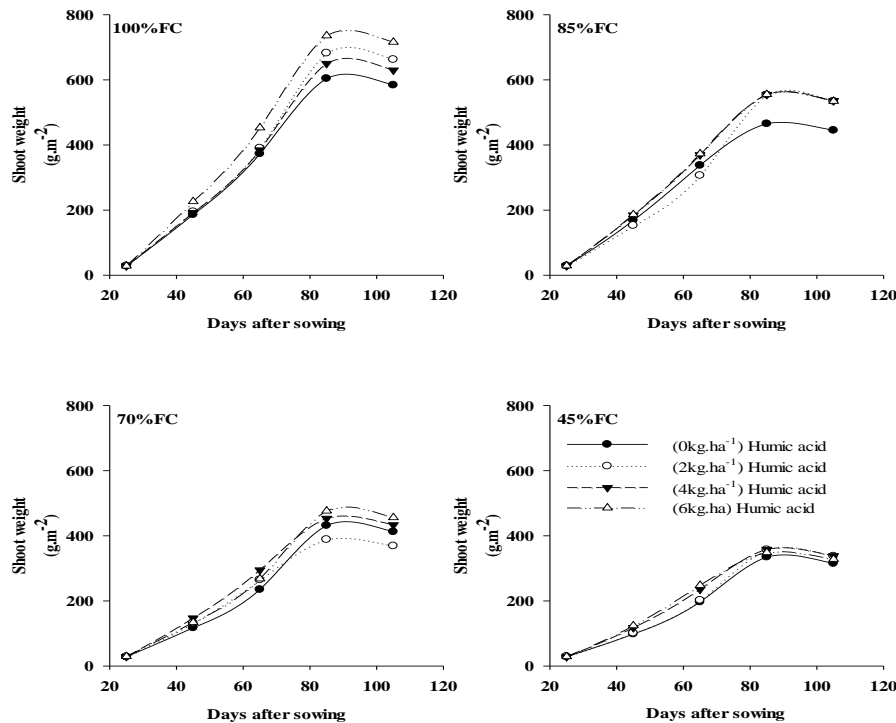 100%FC
800
600
400
200
0
Shoot weight
(g.m⁻²)
20 40 60 80 100 120
Days after sowing
85%FC
800
600
400
200
0
Shoot weight
(g.m⁻²)
20 40 60 80 100 120
Days after sowing
70%FC
800
600
400
200
0
Shoot weight
(g.m⁻²)
20 40 60 80 100 120
Days after sowing
45%FC
800
600
400
200
0
Shoot weight
(g.m⁻²)
(0kg.ha⁻¹) Humic acid
(2kg.ha⁻¹) Humic acid
(4kg.ha⁻¹) Humic acid
(6kg.ha) Humic acid
20 40 60 80 100 120
Days after sowing